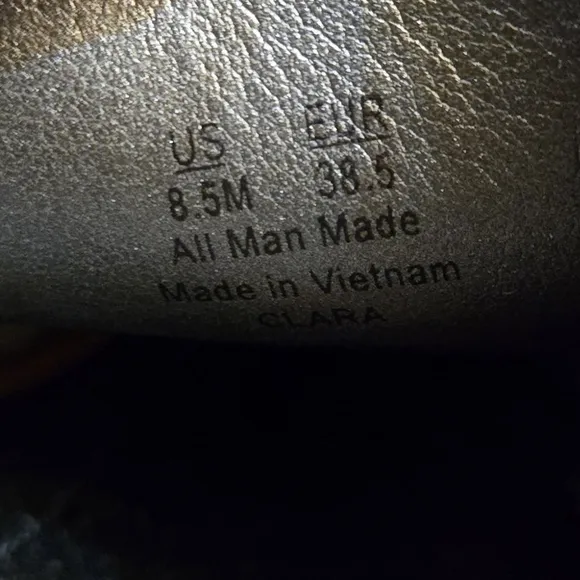 US EUR
8.5M 38.5
All Man Made
Made in Vietnam
CLARA